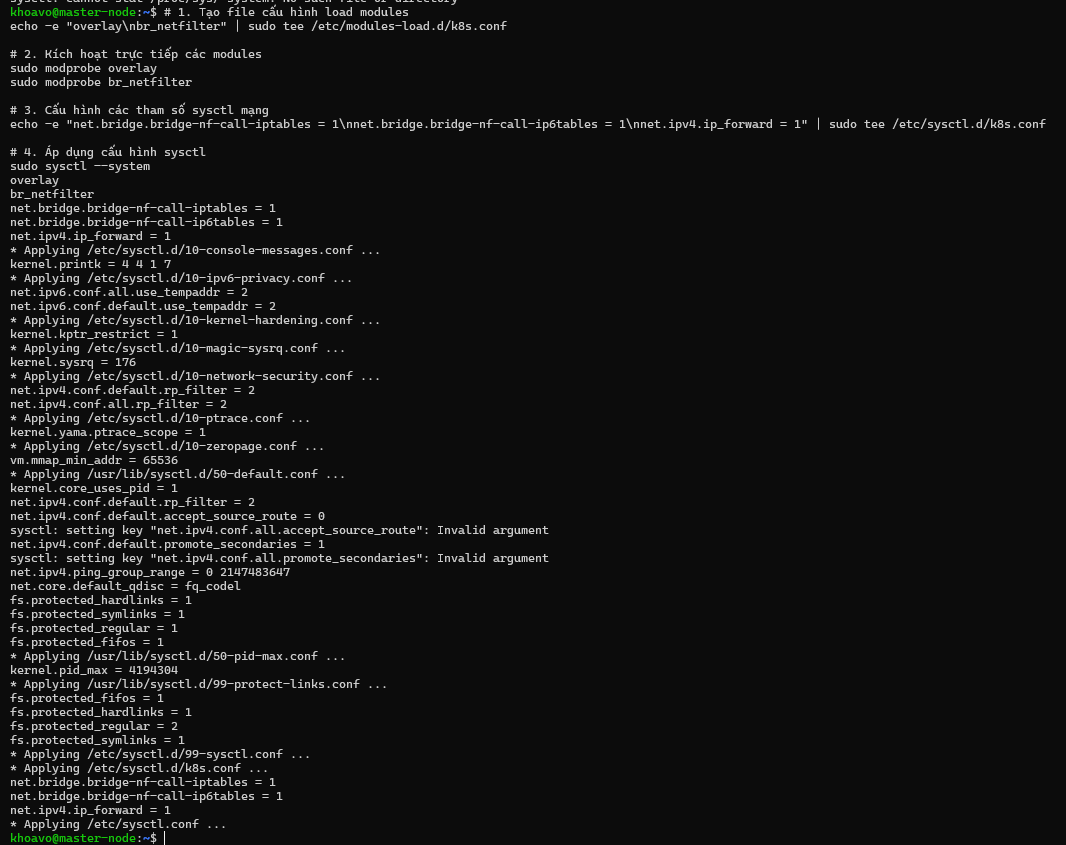 khoavo@master-node:~$ # 1. Tạo file cấu hình load modules
echo -e "overlay\nbr_netfilter" | sudo tee /etc/modules-load.d/k8s.conf
# 2. Kích hoạt trực tiếp các modules
sudo modprobe overlay
sudo modprobe br_netfilter
# 3. Cấu hình các tham số sysctl mạng
echo -e "net.bridge.bridge-nf-call-iptables = 1\nnet.bridge.bridge-nf-call-ip6tables = 1\nnet.ipv4.ip_forward = 1" | sudo tee /etc/sysctl.d/k8s.conf
# 4. Áp dụng cấu hình sysctl
sudo sysctl --system
overlay
br_netfilter
net.bridge.bridge-nf-call-iptables = 1
net.bridge.bridge-nf-call-ip6tables = 1
net.ipv4.ip_forward = 1
* Applying /etc/sysctl.d/10-console-messages.conf ...
kernel.printk = 4 4 1 7
* Applying /etc/sysctl.d/10-ipv6-privacy.conf ...
net.ipv6.conf.all.use_tempaddr = 2
net.ipv6.conf.default.use_tempaddr = 2
* Applying /etc/sysctl.d/10-kernel-hardening.conf ...
kernel.kptr_restrict = 1
* Applying /etc/sysctl.d/10-magic-sysrq.conf ...
kernel.sysrq = 176
* Applying /etc/sysctl.d/10-network-security.conf ...
net.ipv4.conf.default.rp_filter = 2
net.ipv4.conf.all.rp_filter = 2
* Applying /etc/sysctl.d/10-ptrace.conf ...
kernel.yama.ptrace_scope = 1
* Applying /etc/sysctl.d/10-zeropage.conf ...
vm.mmap_min_addr = 65536
* Applying /usr/lib/sysctl.d/50-default.conf ...
kernel.core_uses_pid = 1
net.ipv4.conf.default.rp_filter = 2
net.ipv4.conf.default.accept_source_route = 0
sysctl: setting key "net.ipv4.conf.all.accept_source_route": Invalid argument
net.ipv4.conf.default.promote_secondaries = 1
sysctl: setting key "net.ipv4.conf.all.promote_secondaries": Invalid argument
net.ipv4.ping_group_range = 0 2147483647
net.core.default_qdisc = fq_codel
fs.protected_hardlinks = 1
fs.protected_symlinks = 1
fs.protected_regular = 1
fs.protected_fifos = 1
* Applying /usr/lib/sysctl.d/50-pid-max.conf ...
kernel.pid_max = 4194304
* Applying /usr/lib/sysctl.d/99-protect-links.conf ...
fs.protected_fifos = 1
fs.protected_hardlinks = 1
fs.protected_regular = 2
fs.protected_symlinks = 1
* Applying /etc/sysctl.d/99-sysctl.conf ...
* Applying /etc/sysctl.d/k8s.conf ...
net.bridge.bridge-nf-call-iptables = 1
net.bridge.bridge-nf-call-ip6tables = 1
net.ipv4.ip_forward = 1
* Applying /etc/sysctl.conf ...
khoavo@master-node:~$